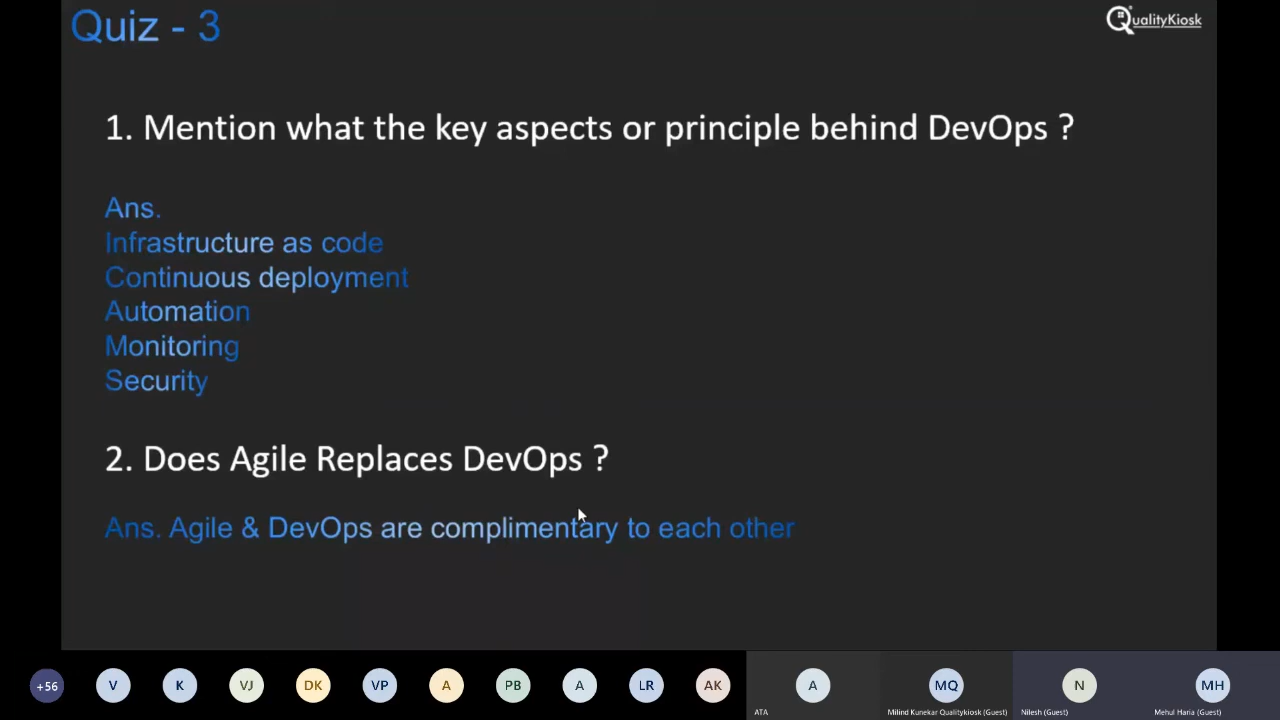 Quiz - 3
QualityKiosk
1. Mention what the key aspects or principle behind DevOps ?
Ans.
Infrastructure as code
Continuous deployment
Automation
Monitoring
Security
2. Does Agile Replaces DevOps ?
Ans. Agile & DevOps are complimentary to each other
+56 V K VJ DK VP A PB A LR AK A MQ N MH
ATA Milind Kunekar Qualitykiosk (Guest) Nilesh (Guest) Mehul Haria (Guest)